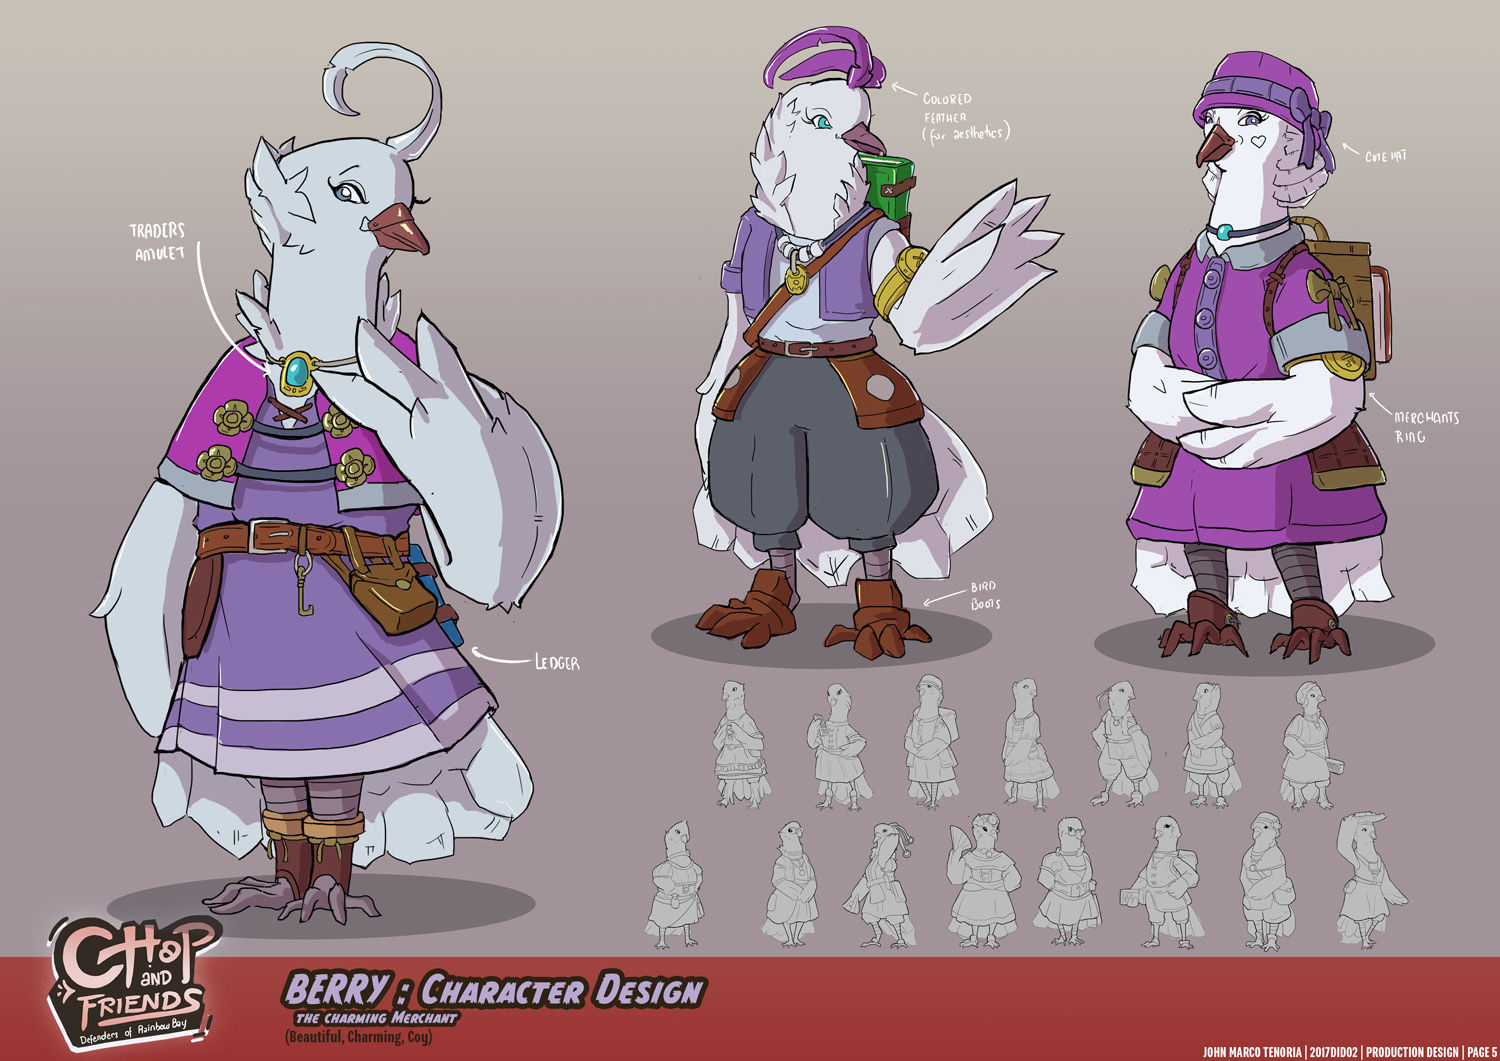 COLORED
FEATHER
(for aesthetics)
CUTE HAT
TRADERS
AMULET
MERCHANTS
RING
BIRD
BOOTS
LEDGER
CHOP
AND
FRIENDS
Defenders of Rainbow Bay
BERRY : CHARACTER DESIGN
THE CHARMING MERCHANT
(Beautiful, Charming, Coy)
JOHN MARCO TENORIA | 2017DID02 | PRODUCTION DESIGN | PAGE 5